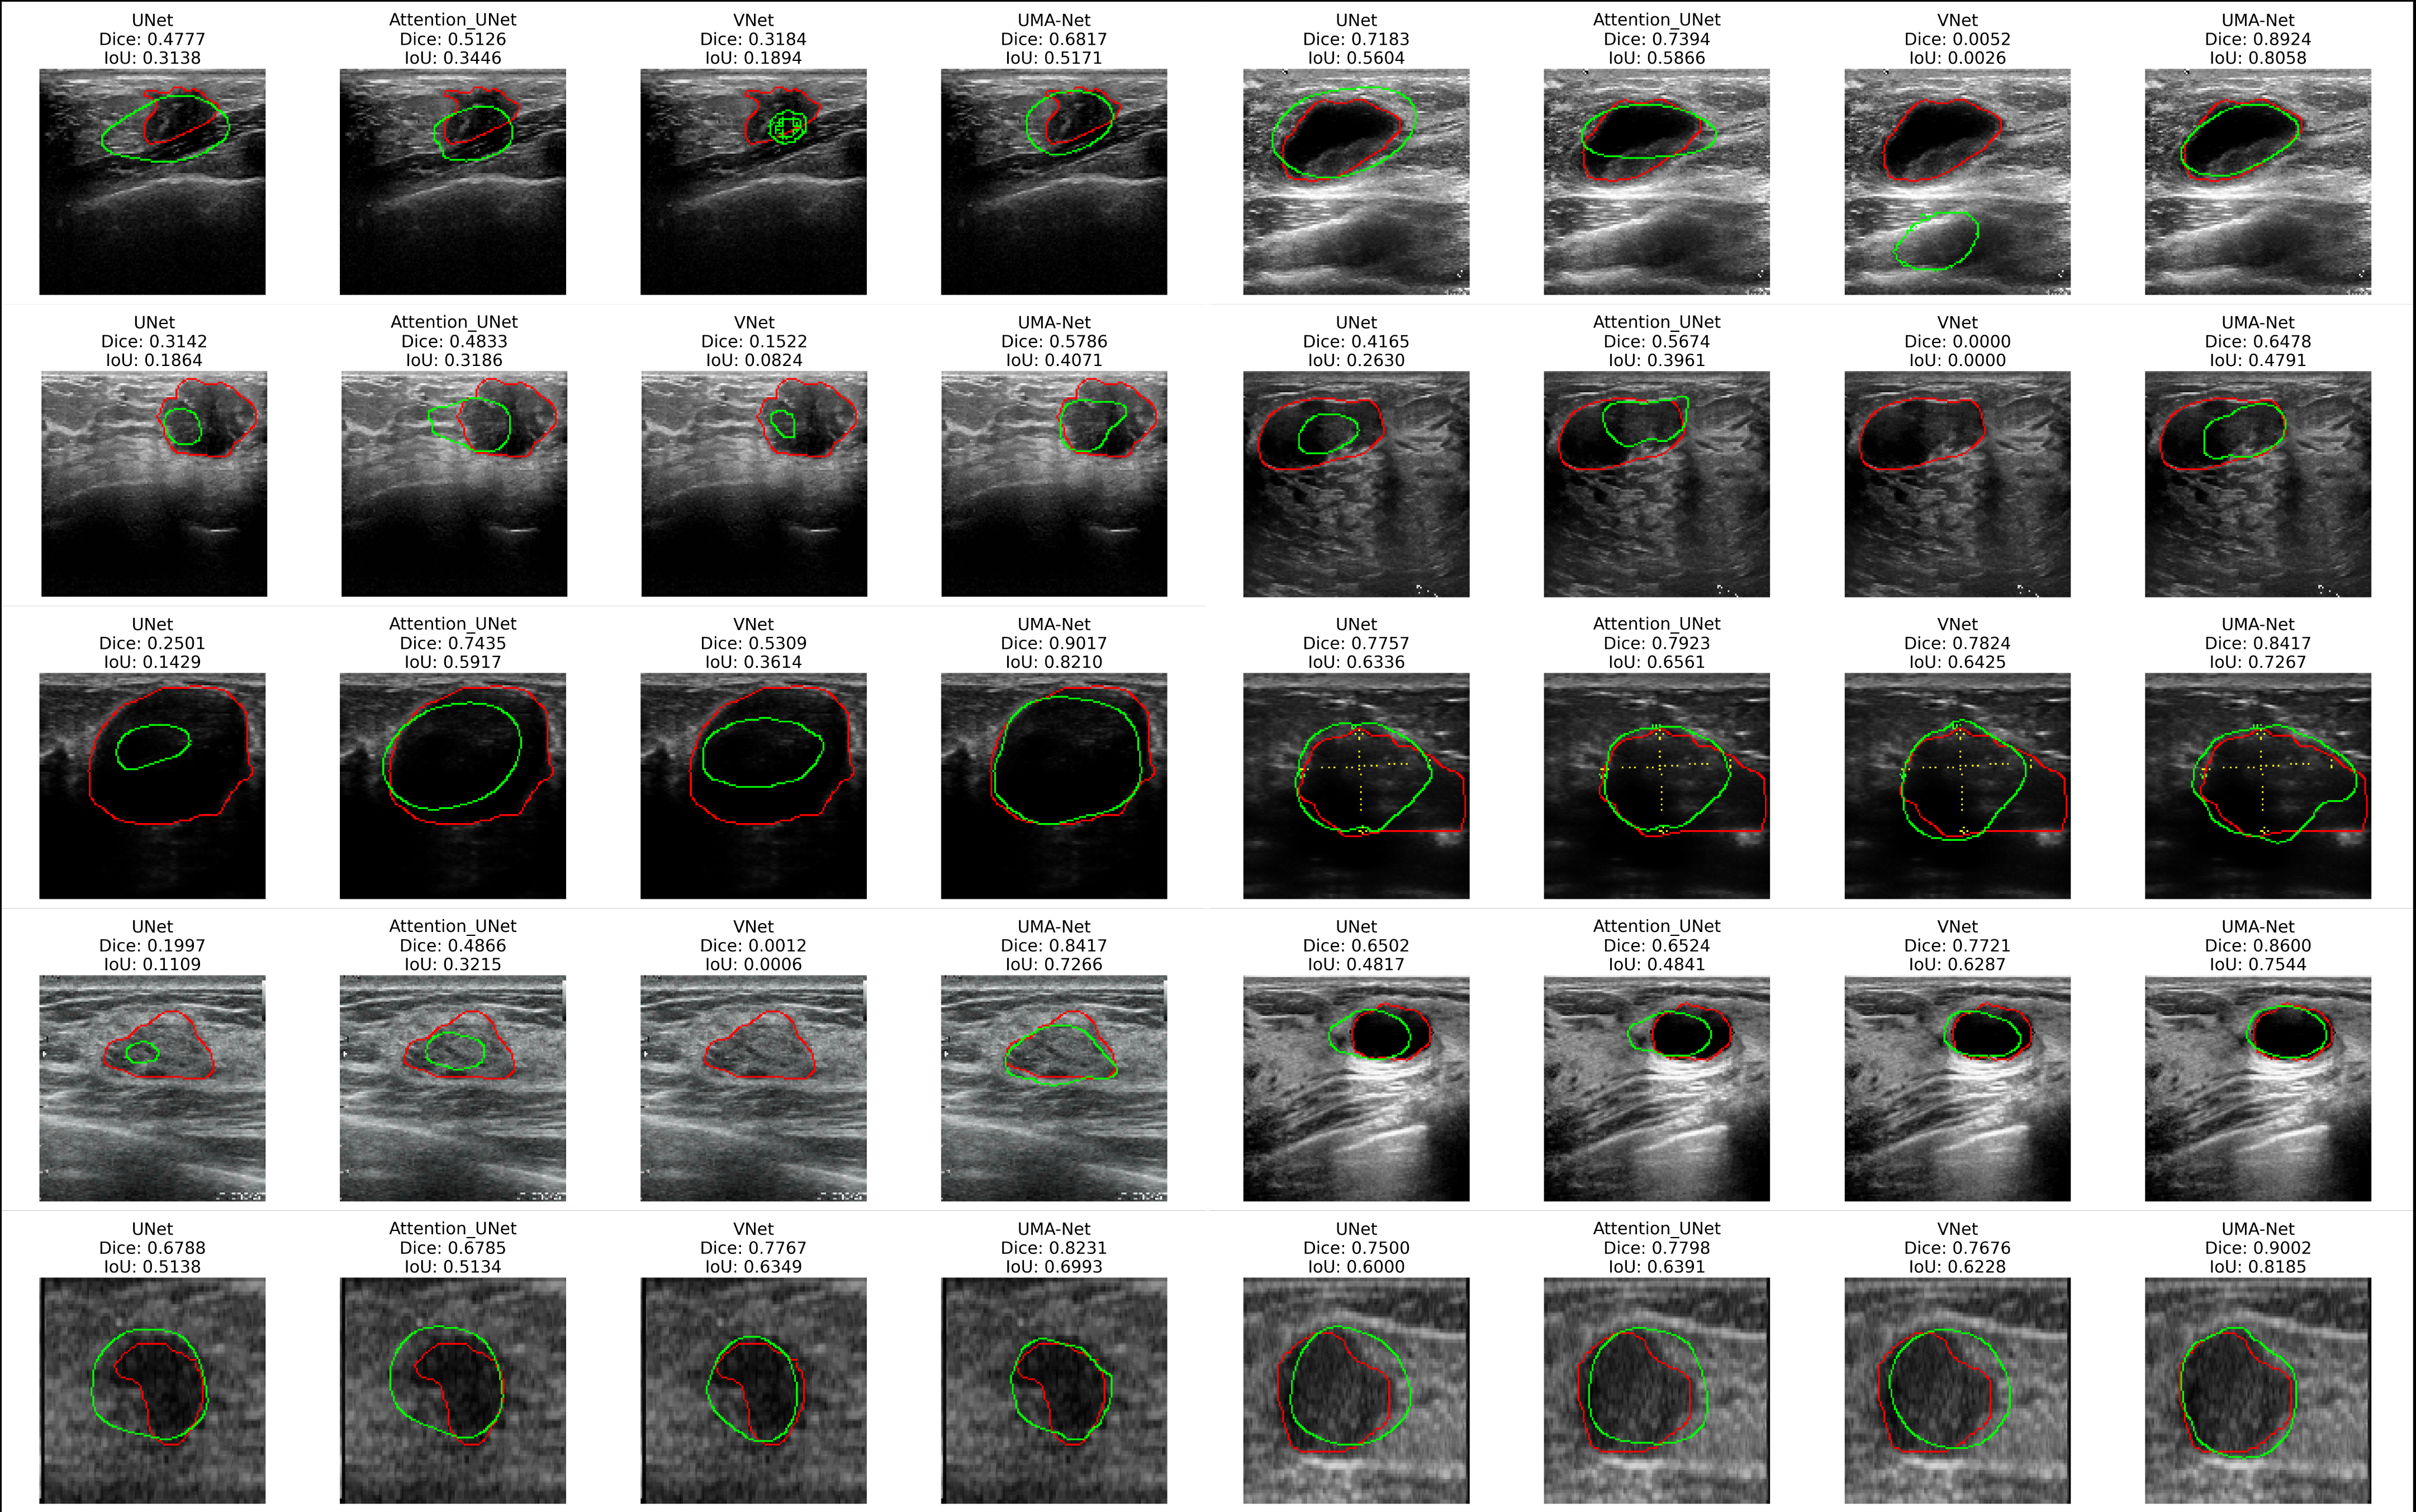 UNet Attention_UNet VNet UMA-Net UNet Attention_UNet VNet UMA-Net
Dice: 0.4777 Dice: 0.5126 Dice: 0.3184 Dice: 0.6817 Dice: 0.7183 Dice: 0.7394 Dice: 0.0052 Dice: 0.8924
IoU: 0.3138 IoU: 0.3446 IoU: 0.1894 IoU: 0.5171 IoU: 0.5604 IoU: 0.5866 IoU: 0.0026 IoU: 0.8058
UNet Attention_UNet VNet UMA-Net UNet Attention_UNet VNet UMA-Net
Dice: 0.3142 Dice: 0.4833 Dice: 0.1522 Dice: 0.5786 Dice: 0.4165 Dice: 0.5674 Dice: 0.0000 Dice: 0.6478
IoU: 0.1864 IoU: 0.3186 IoU: 0.0824 IoU: 0.4071 IoU: 0.2630 IoU: 0.3961 IoU: 0.0000 IoU: 0.4791
UNet Attention_UNet VNet UMA-Net UNet Attention_UNet VNet UMA-Net
Dice: 0.2501 Dice: 0.7435 Dice: 0.5309 Dice: 0.9017 Dice: 0.7757 Dice: 0.7923 Dice: 0.7824 Dice: 0.8417
IoU: 0.1429 IoU: 0.5917 IoU: 0.3614 IoU: 0.8210 IoU: 0.6336 IoU: 0.6561 IoU: 0.6425 IoU: 0.7267
UNet Attention_UNet VNet UMA-Net UNet Attention_UNet VNet UMA-Net
Dice: 0.1997 Dice: 0.4866 Dice: 0.0012 Dice: 0.8417 Dice: 0.6502 Dice: 0.6524 Dice: 0.7721 Dice: 0.8600
IoU: 0.1109 IoU: 0.3215 IoU: 0.0006 IoU: 0.7266 IoU: 0.4817 IoU: 0.4841 IoU: 0.6287 IoU: 0.7544
UNet Attention_UNet VNet UMA-Net UNet Attention_UNet VNet UMA-Net
Dice: 0.6788 Dice: 0.6785 Dice: 0.7767 Dice: 0.8231 Dice: 0.7500 Dice: 0.7798 Dice: 0.7676 Dice: 0.9002
IoU: 0.5138 IoU: 0.5134 IoU: 0.6349 IoU: 0.6993 IoU: 0.6000 IoU: 0.6391 IoU: 0.6228 IoU: 0.8185